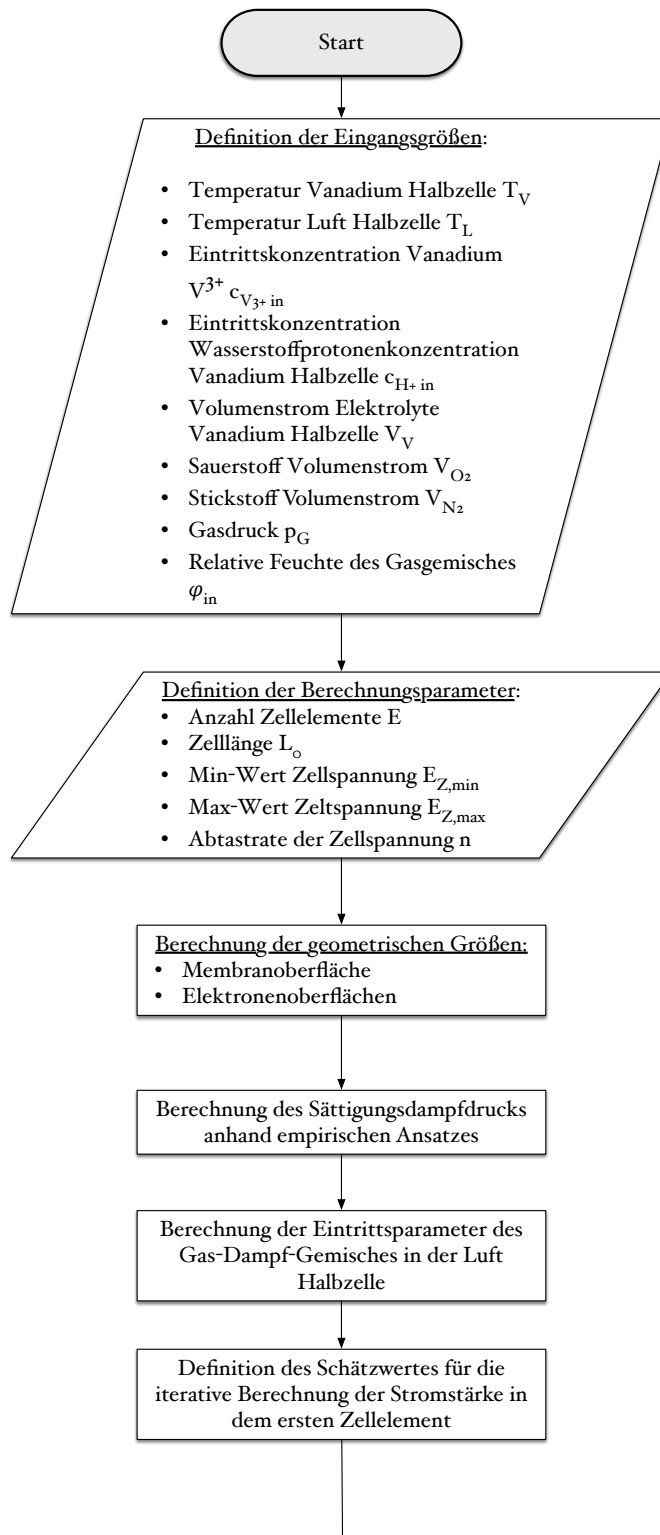 Start
Definition der Eingangsgrößen:
• Temperatur Vanadium Halbzelle T_V
• Temperatur Luft Halbzelle T_L
• Eintrittskonzentration Vanadium
V³⁺ c_V3+ in
• Eintrittskonzentration
Wasserstoffprotonenkonzentration
Vanadium Halbzelle c_H+ in
• Volumenstrom Elektrolyte
Vanadium Halbzelle V_V
• Sauerstoff Volumenstrom V_O2
• Stickstoff Volumenstrom V_N2
• Gasdruck p_G
• Relative Feuchte des Gasgemisches
φ_in
Definition der Berechnungsparameter:
• Anzahl Zellelemente E
• Zelllänge L_o
• Min-Wert Zellspannung E_Z,min
• Max-Wert Zeltspannung E_Z,max
• Abtastrate der Zellspannung n
Berechnung der geometrischen Größen:
• Membranoberfläche
• Elektronenoberflächen
Berechnung des Sättigungsdampfdrucks
anhand empirischen Ansatzes
Berechnung der Eintrittsparameter des
Gas-Dampf-Gemisches in der Luft
Halbzelle
Definition des Schätzwertes für die
iterative Berechnung der Stromstärke in
dem ersten Zellelement